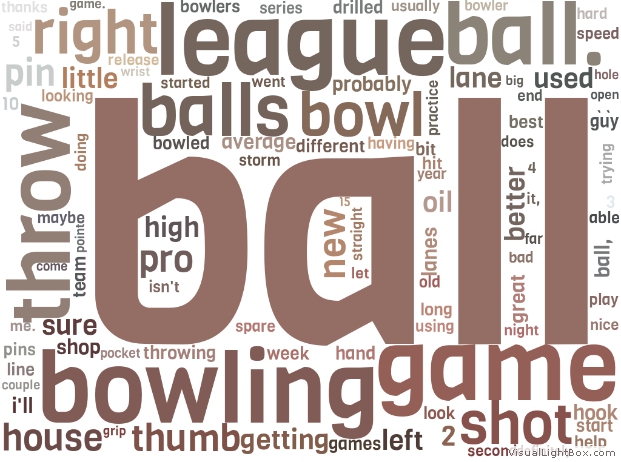 thanks game. bowlers series drilled usually bowler hard
said right league ball. speed
5 release
pin little wrist started went probably lane big used hole
10 looking balls bowl practice end open
throw doing bowled average different having bit best guy
storm hit does trying
ball
year 4
maybe high new 15 straight oil better it, 3
pointe pro lanes far able
come team isn't let old bad ball,
long great play
me. sure spare using night nice
pins shop pocket throwing week hand game
line
couple bowling look shot hook
i'll 2 start
house grip thumb getting games left help
VisualLightBox.com